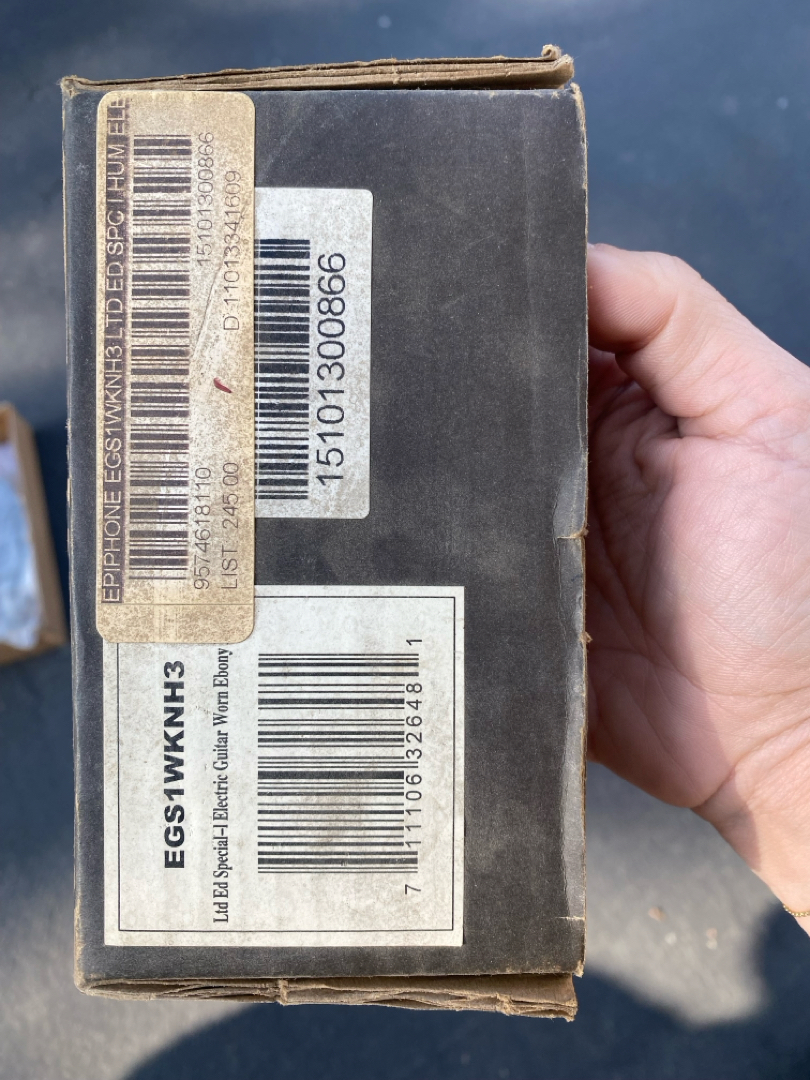 EPIPHONE EGS1WKNH3 LTD ED SPC I HUM ELE
9574618110 15101300866
LIST 245.00 D 11013341609
15101300866
EGS1WKNH3
Ltd Ed Special-I Electric Guitar Worn Ebony
7 11106 32648 1